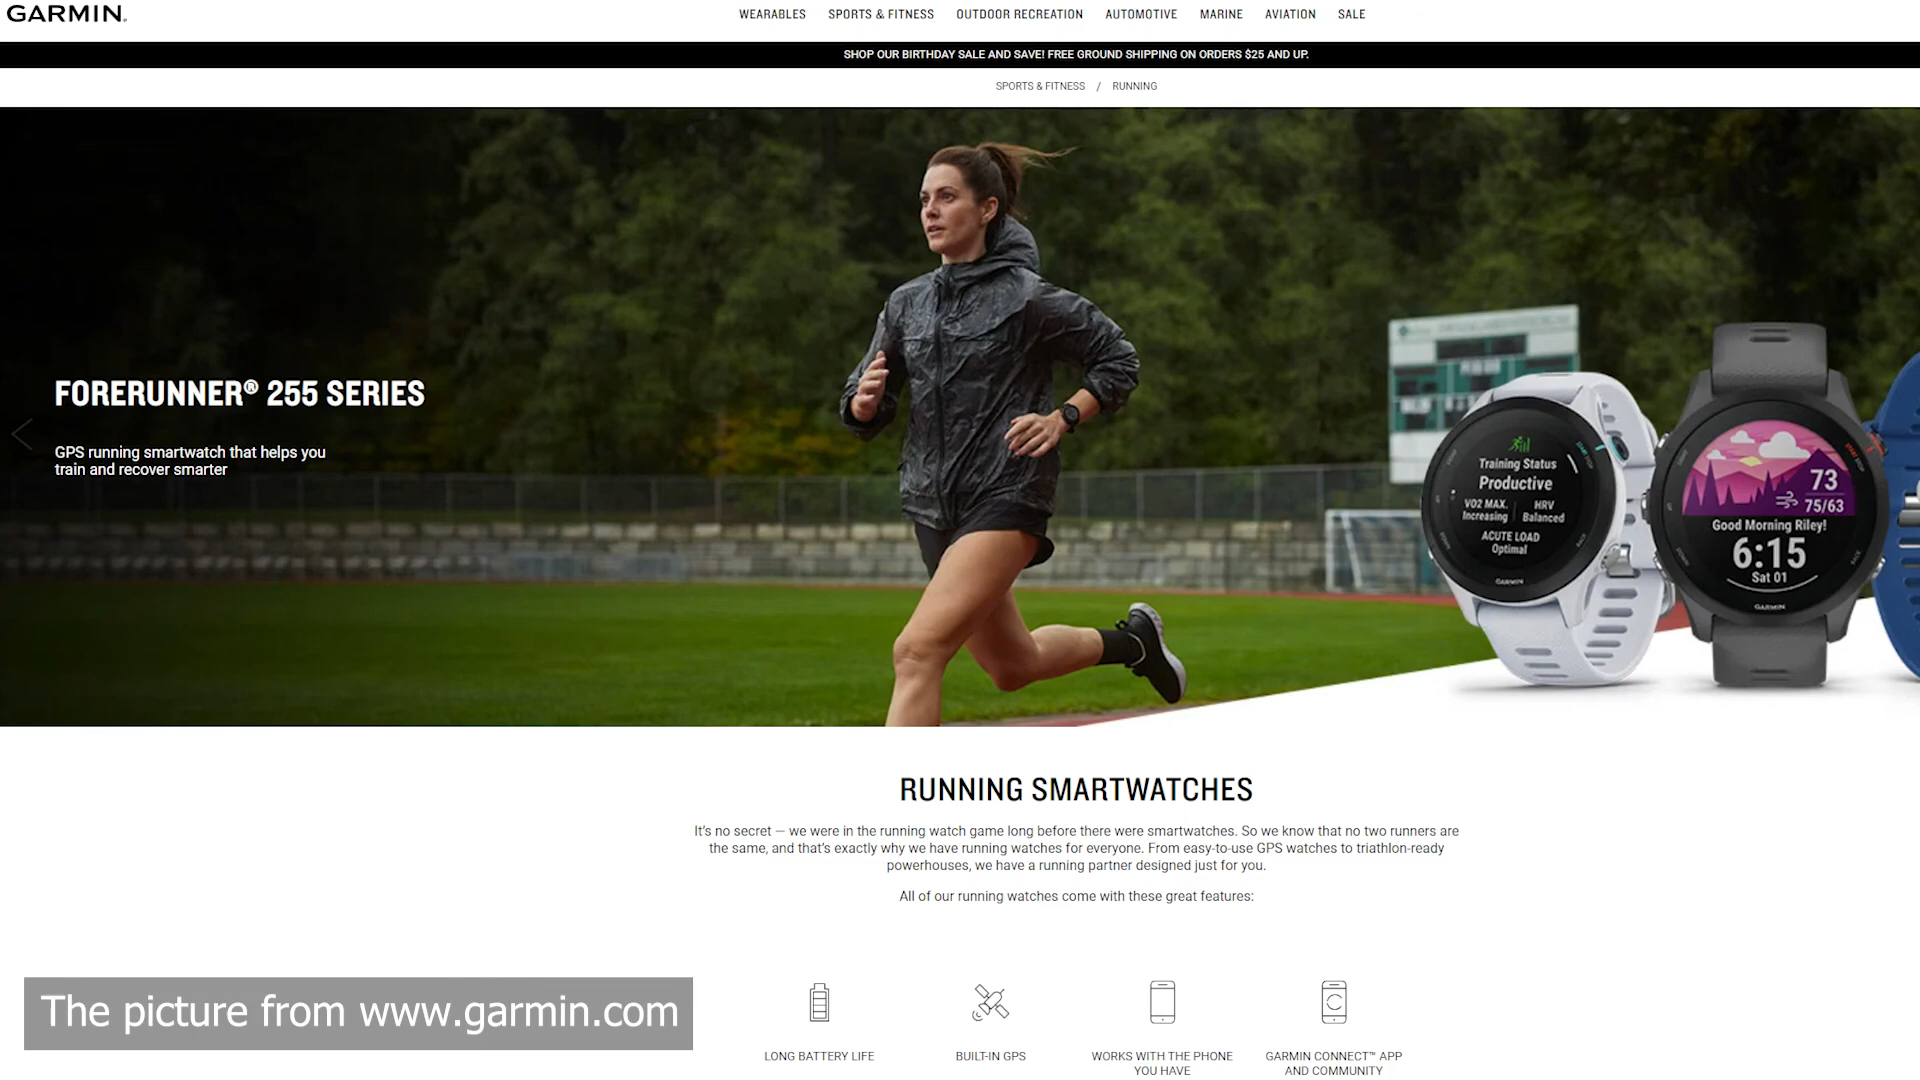 GARMIN
WEARABLES SPORTS & FITNESS OUTDOOR RECREATION AUTOMOTIVE MARINE AVIATION SALE
SHOP OUR BIRTHDAY SALE AND SAVE! FREE GROUND SHIPPING ON ORDERS $25 AND UP.
SPORTS & FITNESS / RUNNING
FORERUNNER® 255 SERIES
GPS running smartwatch that helps you
train and recover smarter
Training Status
Productive
VO2 MAX. HRV
Increasing Balanced
ACUTE LOAD
Optimal
GARMIN
START STOP
73
75/63
Good Morning Riley!
6:15
Sat 01
GARMIN
RUNNING SMARTWATCHES
It's no secret — we were in the running watch game long before there were smartwatches. So we know that no two runners are
the same, and that's exactly why we have running watches for everyone. From easy-to-use GPS watches to triathlon-ready
powerhouses, we have a running partner designed just for you.
All of our running watches come with these great features:
LONG BATTERY LIFE
BUILT-IN GPS
WORKS WITH THE PHONE
YOU HAVE
GARMIN CONNECT™ APP
AND COMMUNITY
The picture from www.garmin.com